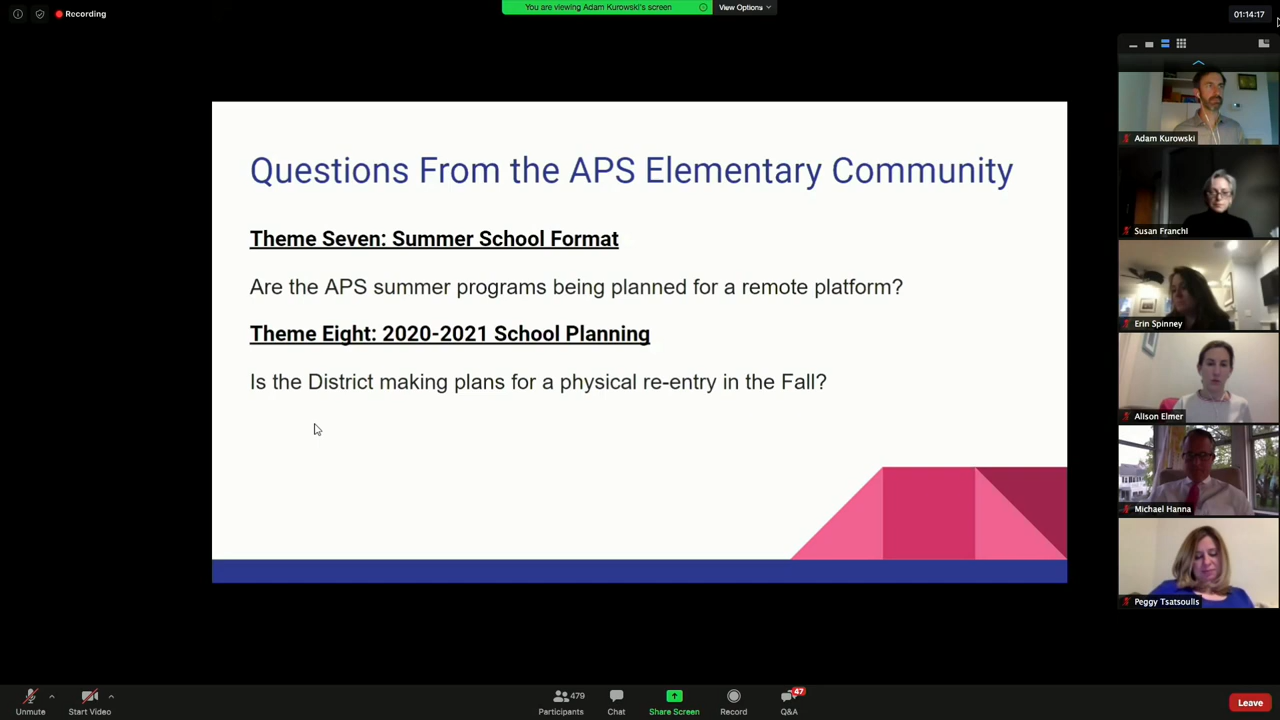 Recording
You are viewing Adam Kurowski's screen
View Options
01:14:17
Questions From the APS Elementary Community
Theme Seven: Summer School Format
Are the APS summer programs being planned for a remote platform?
Theme Eight: 2020-2021 School Planning
Is the District making plans for a physical re-entry in the Fall?
Adam Kurowski
Susan Franchi
Erin Spinney
Alison Elmer
Michael Hanna
Peggy Tsatsoulis
Unmute
Start Video
479
Participants
Chat
Share Screen
Record
47
Q&A
Leave